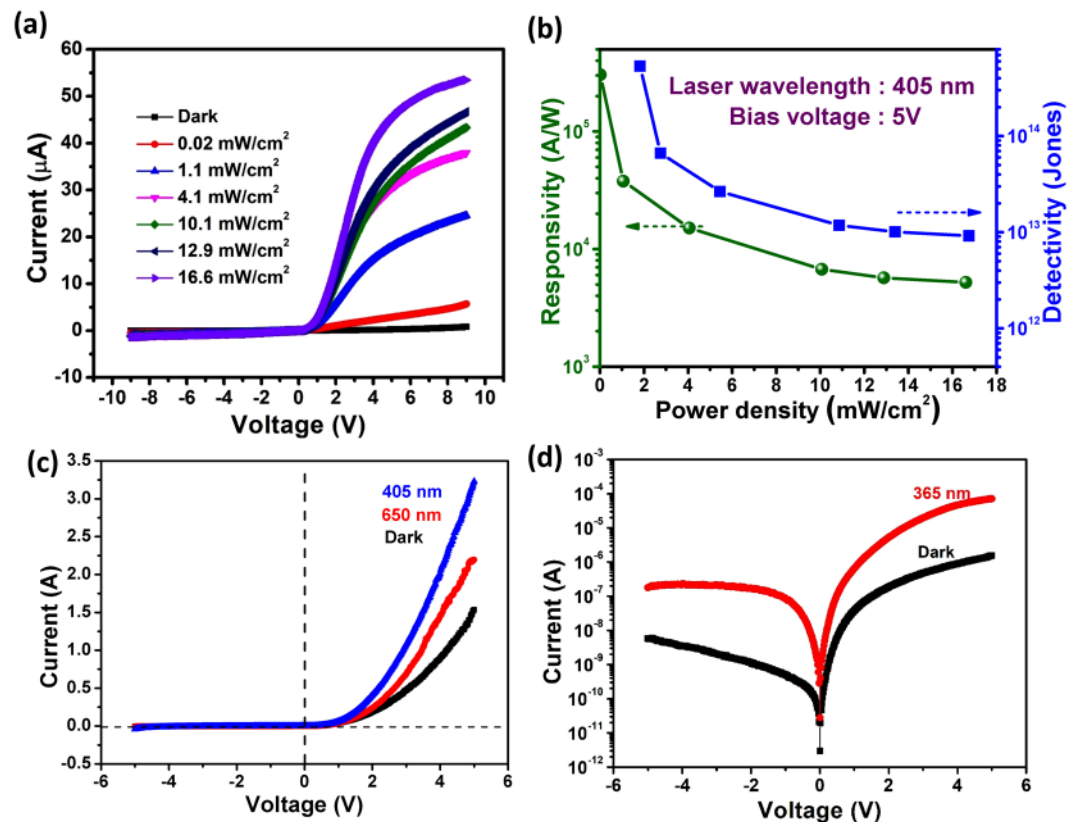 (a)
60
50
40
30
20
10
0
-10
-10 -8 -6 -4 -2 0 2 4 6 8 10
Current (μA)
Voltage (V)
Dark
0.02 mW/cm²
1.1 mW/cm²
4.1 mW/cm²
10.1 mW/cm²
12.9 mW/cm²
16.6 mW/cm²
(b)
Laser wavelength : 405 nm
Bias voltage : 5V
Responsivity (A/W)
10⁵
10⁴
10³
Detectivity (Jones)
10¹⁴
10¹³
10¹²
0 2 4 6 8 10 12 14 16 18
Power density (mW/cm²)
(c)
3.5
3.0
2.5
2.0
1.5
1.0
0.5
0.0
-0.5
-6 -4 -2 0 2 4 6
Current (A)
Voltage (V)
405 nm
650 nm
Dark
(d)
10⁻³
10⁻⁴
10⁻⁵
10⁻⁶
10⁻⁷
10⁻⁸
10⁻⁹
10⁻¹⁰
10⁻¹¹
10⁻¹²
-6 -4 -2 0 2 4 6
Current (A)
Voltage (V)
365 nm
Dark